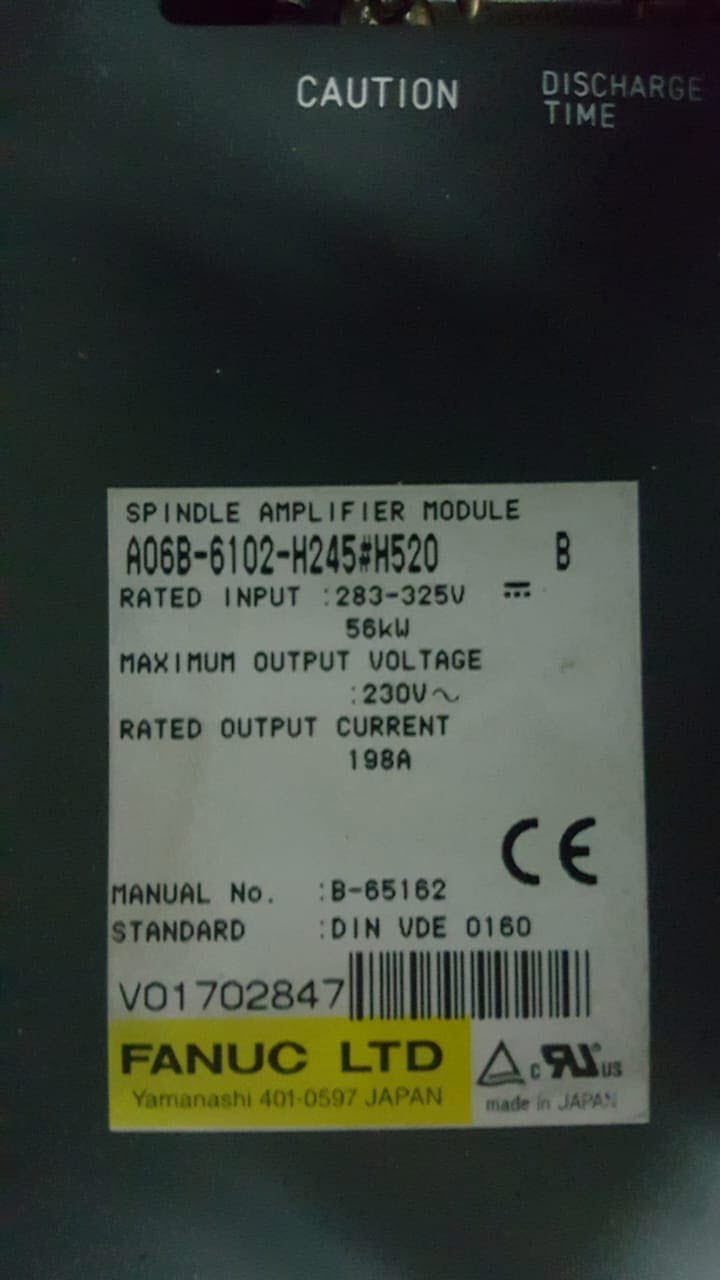 CAUTION
DISCHARGE
TIME
SPINDLE AMPLIFIER MODULE
A06B-6102-H245#H520 B
RATED INPUT :283-325V ⎓
56kW
MAXIMUM OUTPUT VOLTAGE
:230V～
RATED OUTPUT CURRENT
198A
CE
MANUAL No. :B-65162
STANDARD :DIN VDE 0160
V01702847
FANUC LTD
Yamanashi 401-0597 JAPAN
c RU us
made in JAPAN